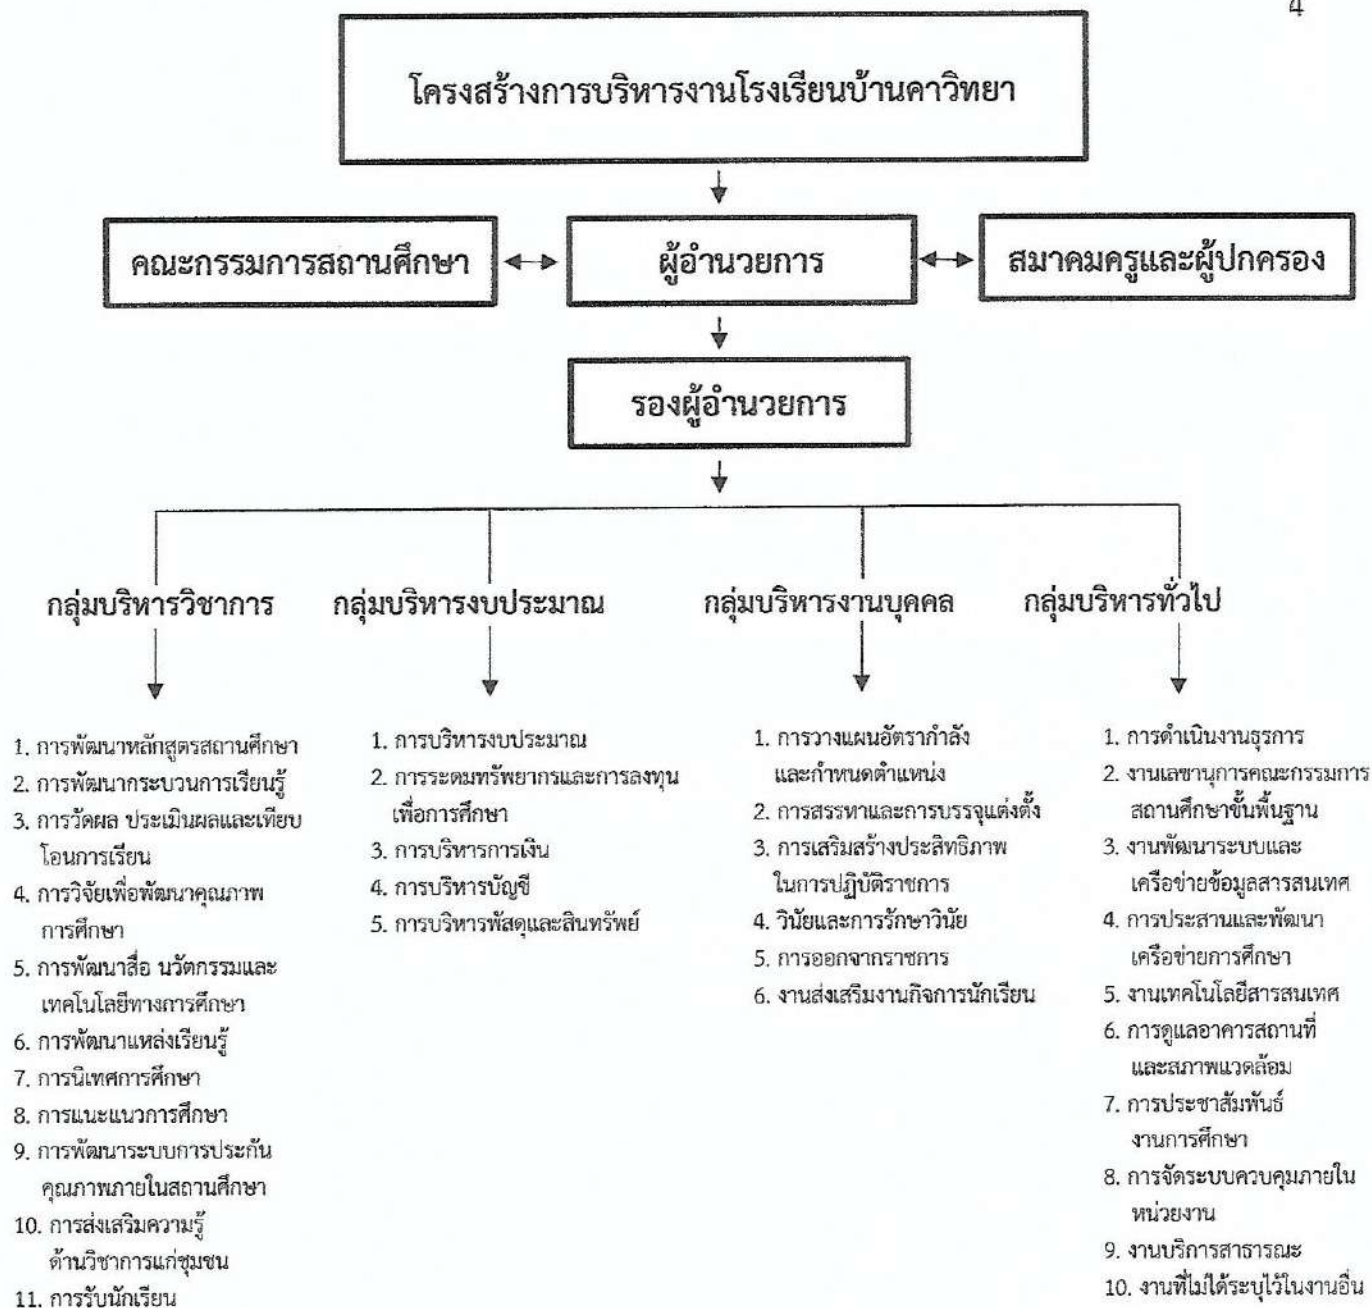 4
โครงสร้างการบริหารงานโรงเรียนบ้านคาวิทยา
คณะกรรมการสถานศึกษา
ผู้อำนวยการ
สมาคมครูและผู้ปกครอง
รองผู้อำนวยการ
กลุ่มบริหารวิชาการ
กลุ่มบริหารงบประมาณ
กลุ่มบริหารงานบุคคล
กลุ่มบริหารทั่วไป
1. การพัฒนาหลักสูตรสถานศึกษา
2. การพัฒนากระบวนการเรียนรู้
3. การวัดผล ประเมินผลและเทียบ
โอนการเรียน
4. การวิจัยเพื่อพัฒนาคุณภาพ
การศึกษา
5. การพัฒนาสื่อ นวัตกรรมและ
เทคโนโลยีทางการศึกษา
6. การพัฒนาแหล่งเรียนรู้
7. การนิเทศการศึกษา
8. การแนะแนวการศึกษา
9. การพัฒนาระบบการประกัน
คุณภาพภายในสถานศึกษา
10. การส่งเสริมความรู้
ด้านวิชาการแก่ชุมชน
11. การรับนักเรียน
1. การบริหารงบประมาณ
2. การระดมทรัพยากรและการลงทุน
เพื่อการศึกษา
3. การบริหารการเงิน
4. การบริหารบัญชี
5. การบริหารพัสดุและสินทรัพย์
1. การวางแผนอัตรากำลัง
และกำหนดตำแหน่ง
2. การสรรหาและการบรรจุแต่งตั้ง
3. การเสริมสร้างประสิทธิภาพ
ในการปฏิบัติราชการ
4. วินัยและการรักษาวินัย
5. การออกจากราชการ
6. งานส่งเสริมงานกิจการนักเรียน
1. การดำเนินงานธุรการ
2. งานเลขานุการคณะกรรมการ
สถานศึกษาขั้นพื้นฐาน
3. งานพัฒนาระบบและ
เครือข่ายข้อมูลสารสนเทศ
4. การประสานและพัฒนา
เครือข่ายการศึกษา
5. งานเทคโนโลยีสารสนเทศ
6. การดูแลอาคารสถานที่
และสภาพแวดล้อม
7. การประชาสัมพันธ์
งานการศึกษา
8. การจัดระบบควบคุมภายใน
หน่วยงาน
9. งานบริการสาธารณะ
10. งานที่ไม่ได้ระบุไว้ในงานอื่น